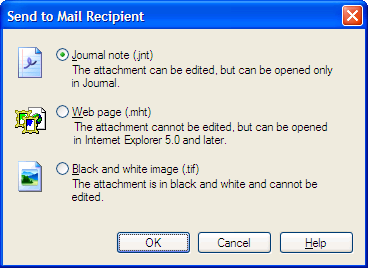 Send to Mail Recipient
Journal note (.jnt)
The attachment can be edited, but can be opened only
in Journal.
Web page (.mht)
The attachment cannot be edited, but can be opened
in Internet Explorer 5.0 and later.
Black and white image (.tif)
The attachment is in black and white and cannot be
edited.
OK Cancel Help